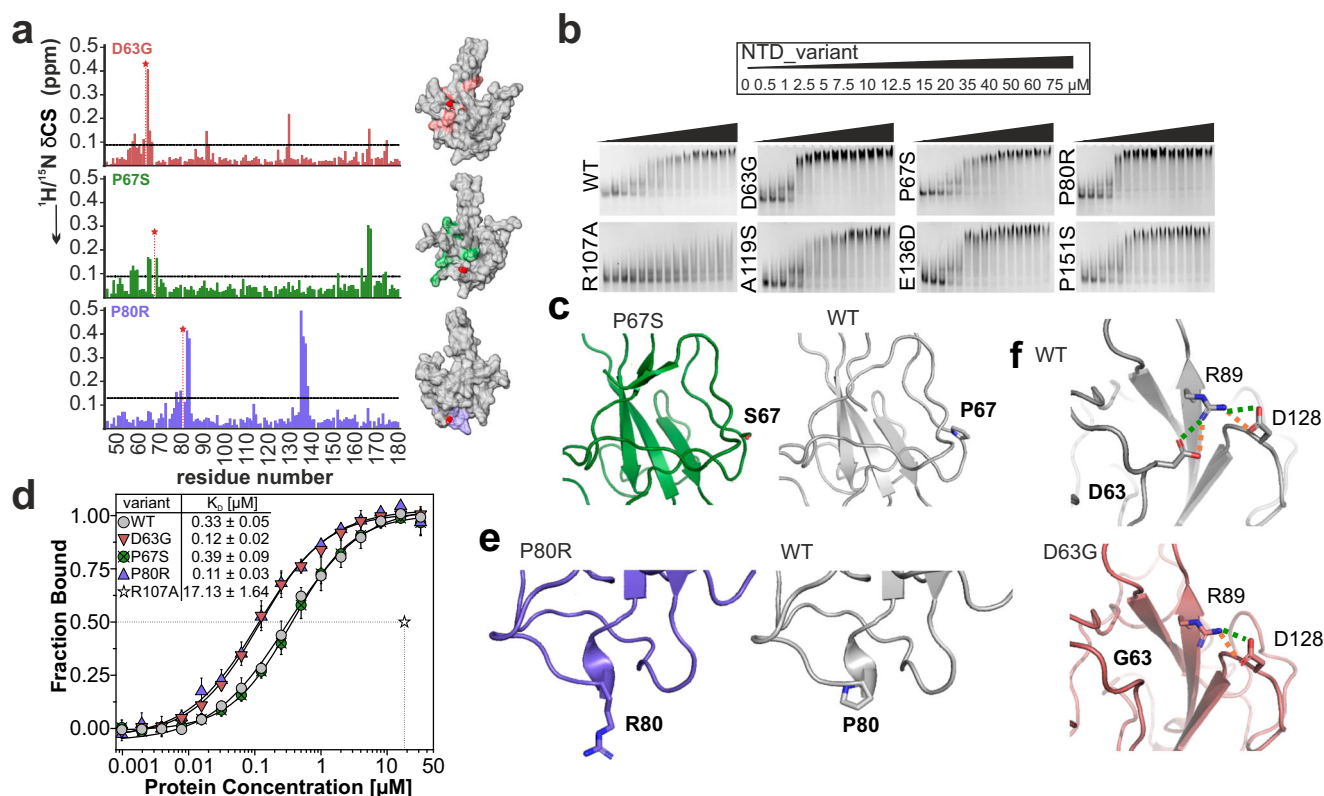 a
¹H/¹⁵N δCS (ppm)
D63G
0.5
0.4
0.3
0.2
0.1
P67S
0.5
0.4
0.3
0.2
0.1
P80R
0.5
0.4
0.3
0.2
0.1
50 60 70 80 90 100 110 120 130 140 150 160 170 180
residue number
b
NTD_variant
0 0.5 1 2.5 5 7.5 10 12.5 15 20 35 40 50 60 75 µM
WT
D63G
P67S
P80R
R107A
A119S
E136D
P151S
c
P67S
WT
S67
P67
d
variant K_D [µM]
WT 0.33 ± 0.05
D63G 0.12 ± 0.02
P67S 0.39 ± 0.09
P80R 0.11 ± 0.03
R107A 17.13 ± 1.64
Fraction Bound
1.00
0.75
0.50
0.25
0.00
0.001 0.01 0.1 1 10 50
Protein Concentration [µM]
e
P80R
WT
R80
P80
f
WT
R89
D128
D63
D63G
R89
D128
G63